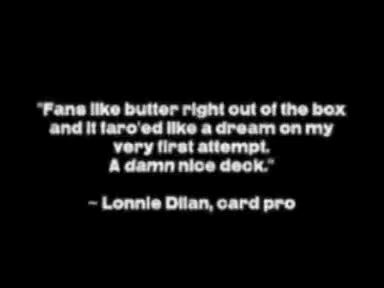 "Fans like butter right out of the box
and it faro'ed like a dream on my
very first attempt.
A damn nice deck."
~ Lonnie Dilan, card pro